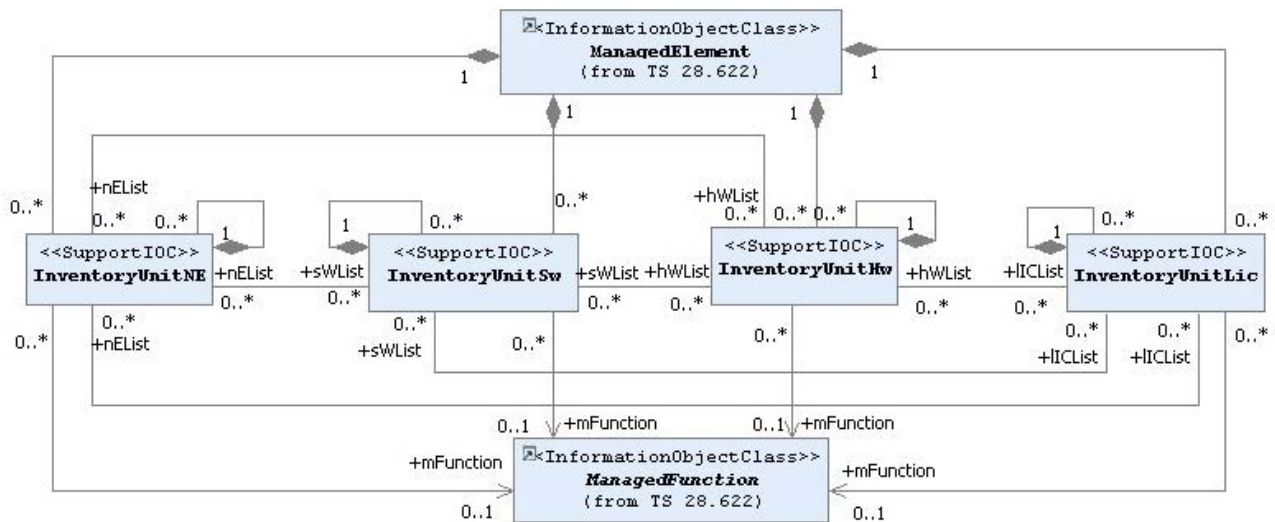 <InformationObjectClass>>
ManagedElement
(from TS 28.622)
1
1
1
1
+nEList
+hWList
0..*
0..*
0..*
1
1
0..*
0..*
0..*
0..*
0..*
1
1
0..*
0..*
<<SupportIOC>>
InventoryUnitNE
<<SupportIOC>>
InventoryUnitSw
<<SupportIOC>>
InventoryUnitHw
<<SupportIOC>>
InventoryUnitLic
+nEList
+sWList
+sWList
+hWList
+hWList
+lICList
0..*
0..*
0..*
0..*
0..*
0..*
0..*
0..*
0..*
0..*
0..*
0..*
0..*
0..*
+nEList
+sWList
+lICList
+lICList
0..*
0..1
+mFunction
0..1
+mFunction
<InformationObjectClass>>
ManagedFunction
(from TS 28.622)
+mFunction
+mFunction
0..1
0..1